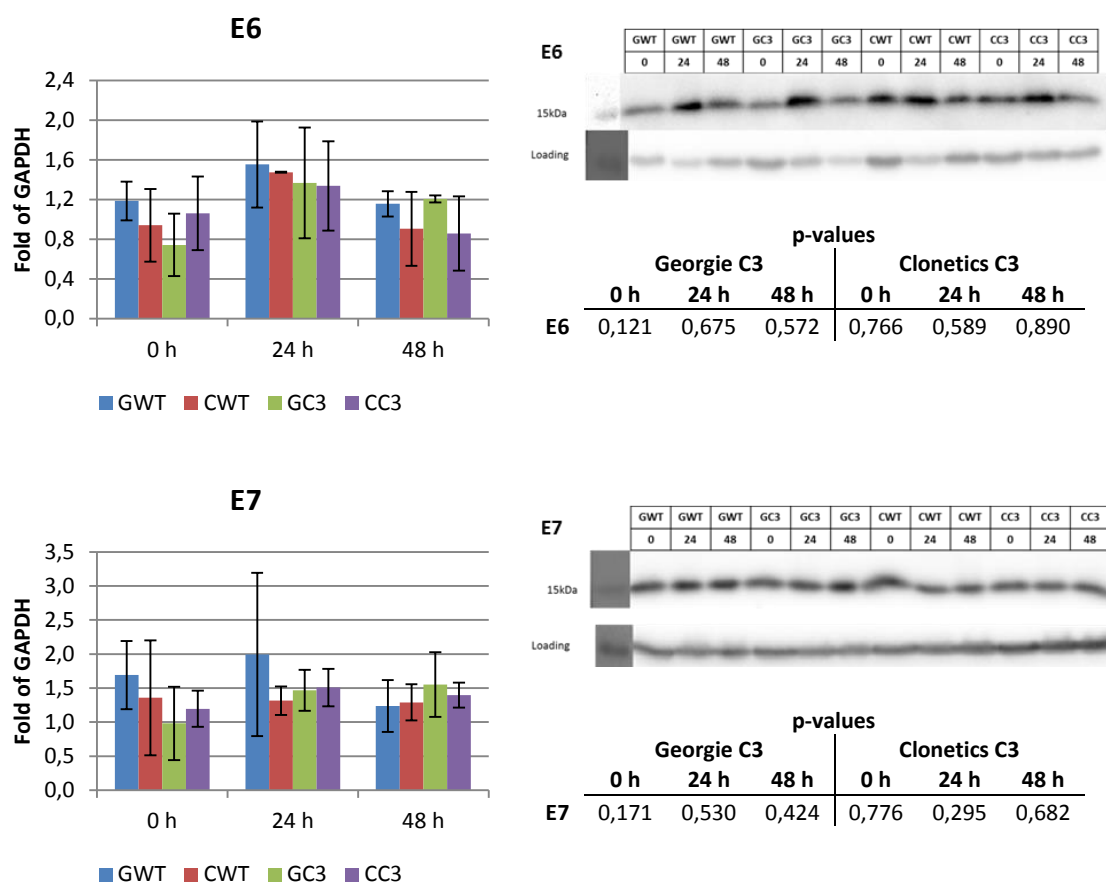 E6
Fold of GAPDH
2,4
2,0
1,6
1,2
0,8
0,4
0,0
0 h 24 h 48 h
GWT CWT GC3 CC3
E6
GWT GWT GWT GC3 GC3 GC3 CWT CWT CWT CC3 CC3 CC3
0 24 48 0 24 48 0 24 48 0 24 48
15kDa
Loading
p-values
Georgie C3 Clonetics C3
0 h 24 h 48 h 0 h 24 h 48 h
E6 0,121 0,675 0,572 0,766 0,589 0,890
E7
Fold of GAPDH
3,5
3,0
2,5
2,0
1,5
1,0
0,5
0,0
0 h 24 h 48 h
GWT CWT GC3 CC3
E7
GWT GWT GWT GC3 GC3 GC3 CWT CWT CWT CC3 CC3 CC3
0 24 48 0 24 48 0 24 48 0 24 48
15kDa
Loading
p-values
Georgie C3 Clonetics C3
0 h 24 h 48 h 0 h 24 h 48 h
E7 0,171 0,530 0,424 0,776 0,295 0,682